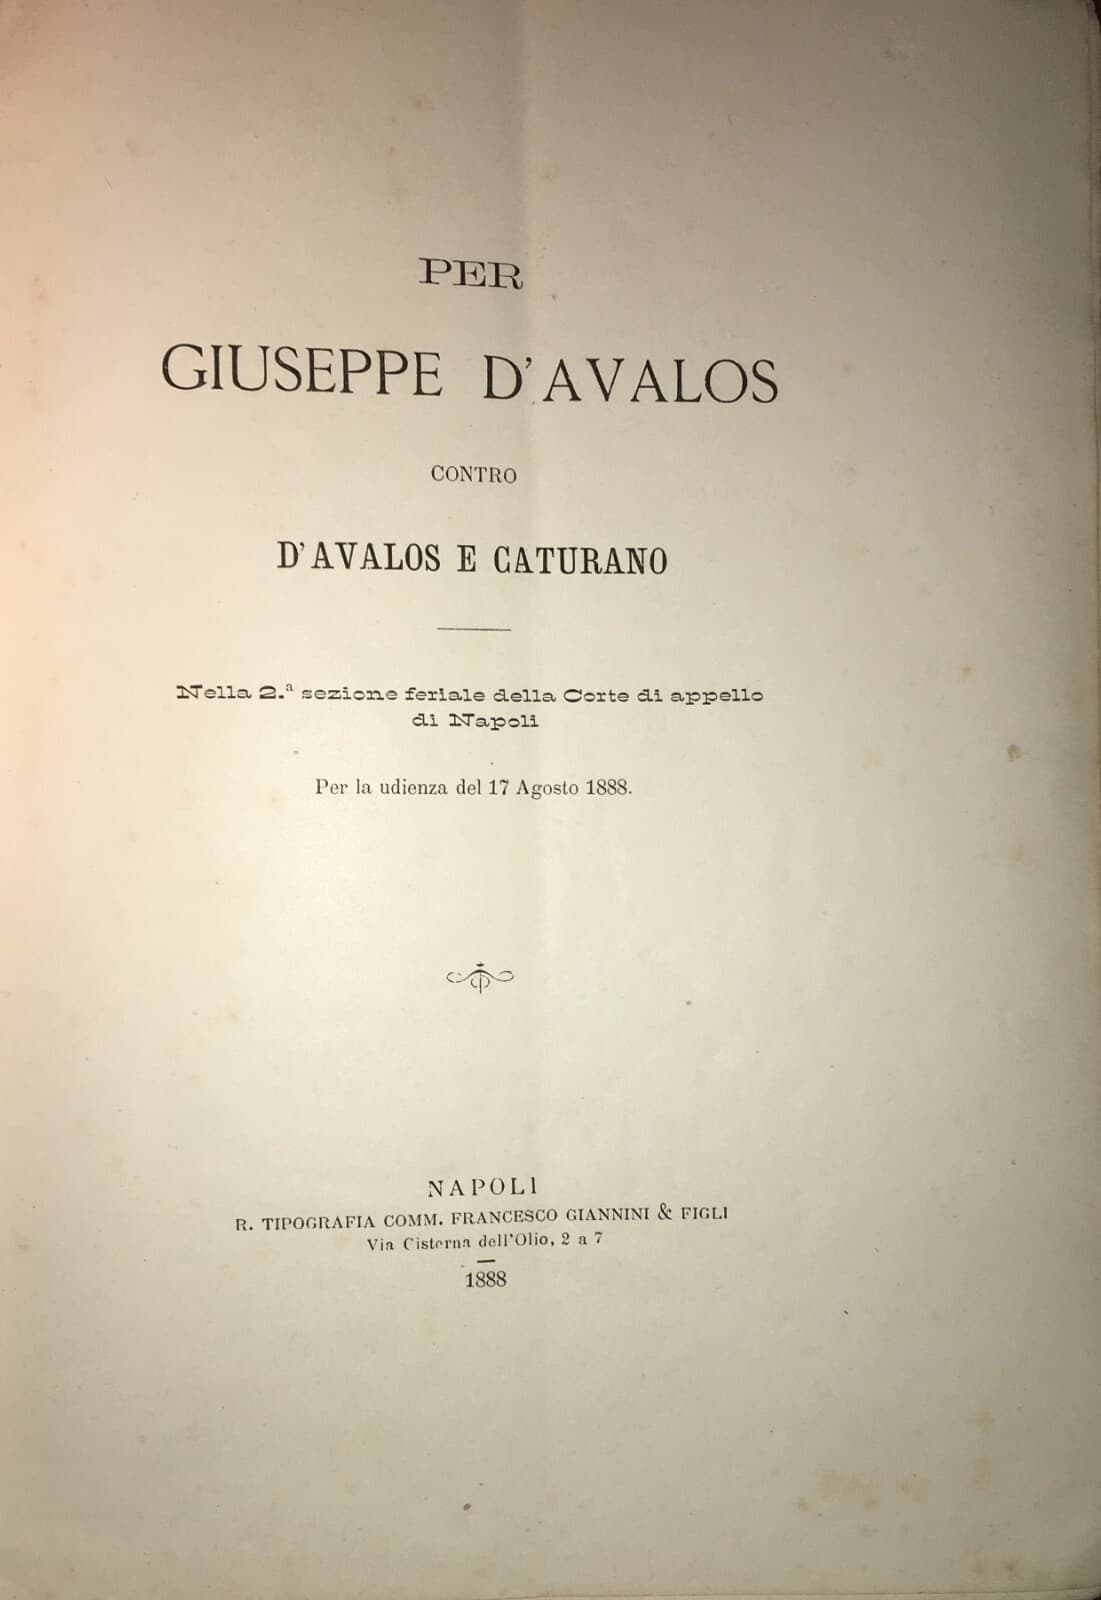 PER
GIUSEPPE D'AVALOS
CONTRO
D'AVALOS E CATURANO
Nella 2.ª sezione feriale della Corte di appello
di Napoli
Per la udienza del 17 Agosto 1888.
NAPOLI
R. TIPOGRAFIA COMM. FRANCESCO GIANNINI & FIGLI
Via Cisterna dell'Olio, 2 a 7
1888